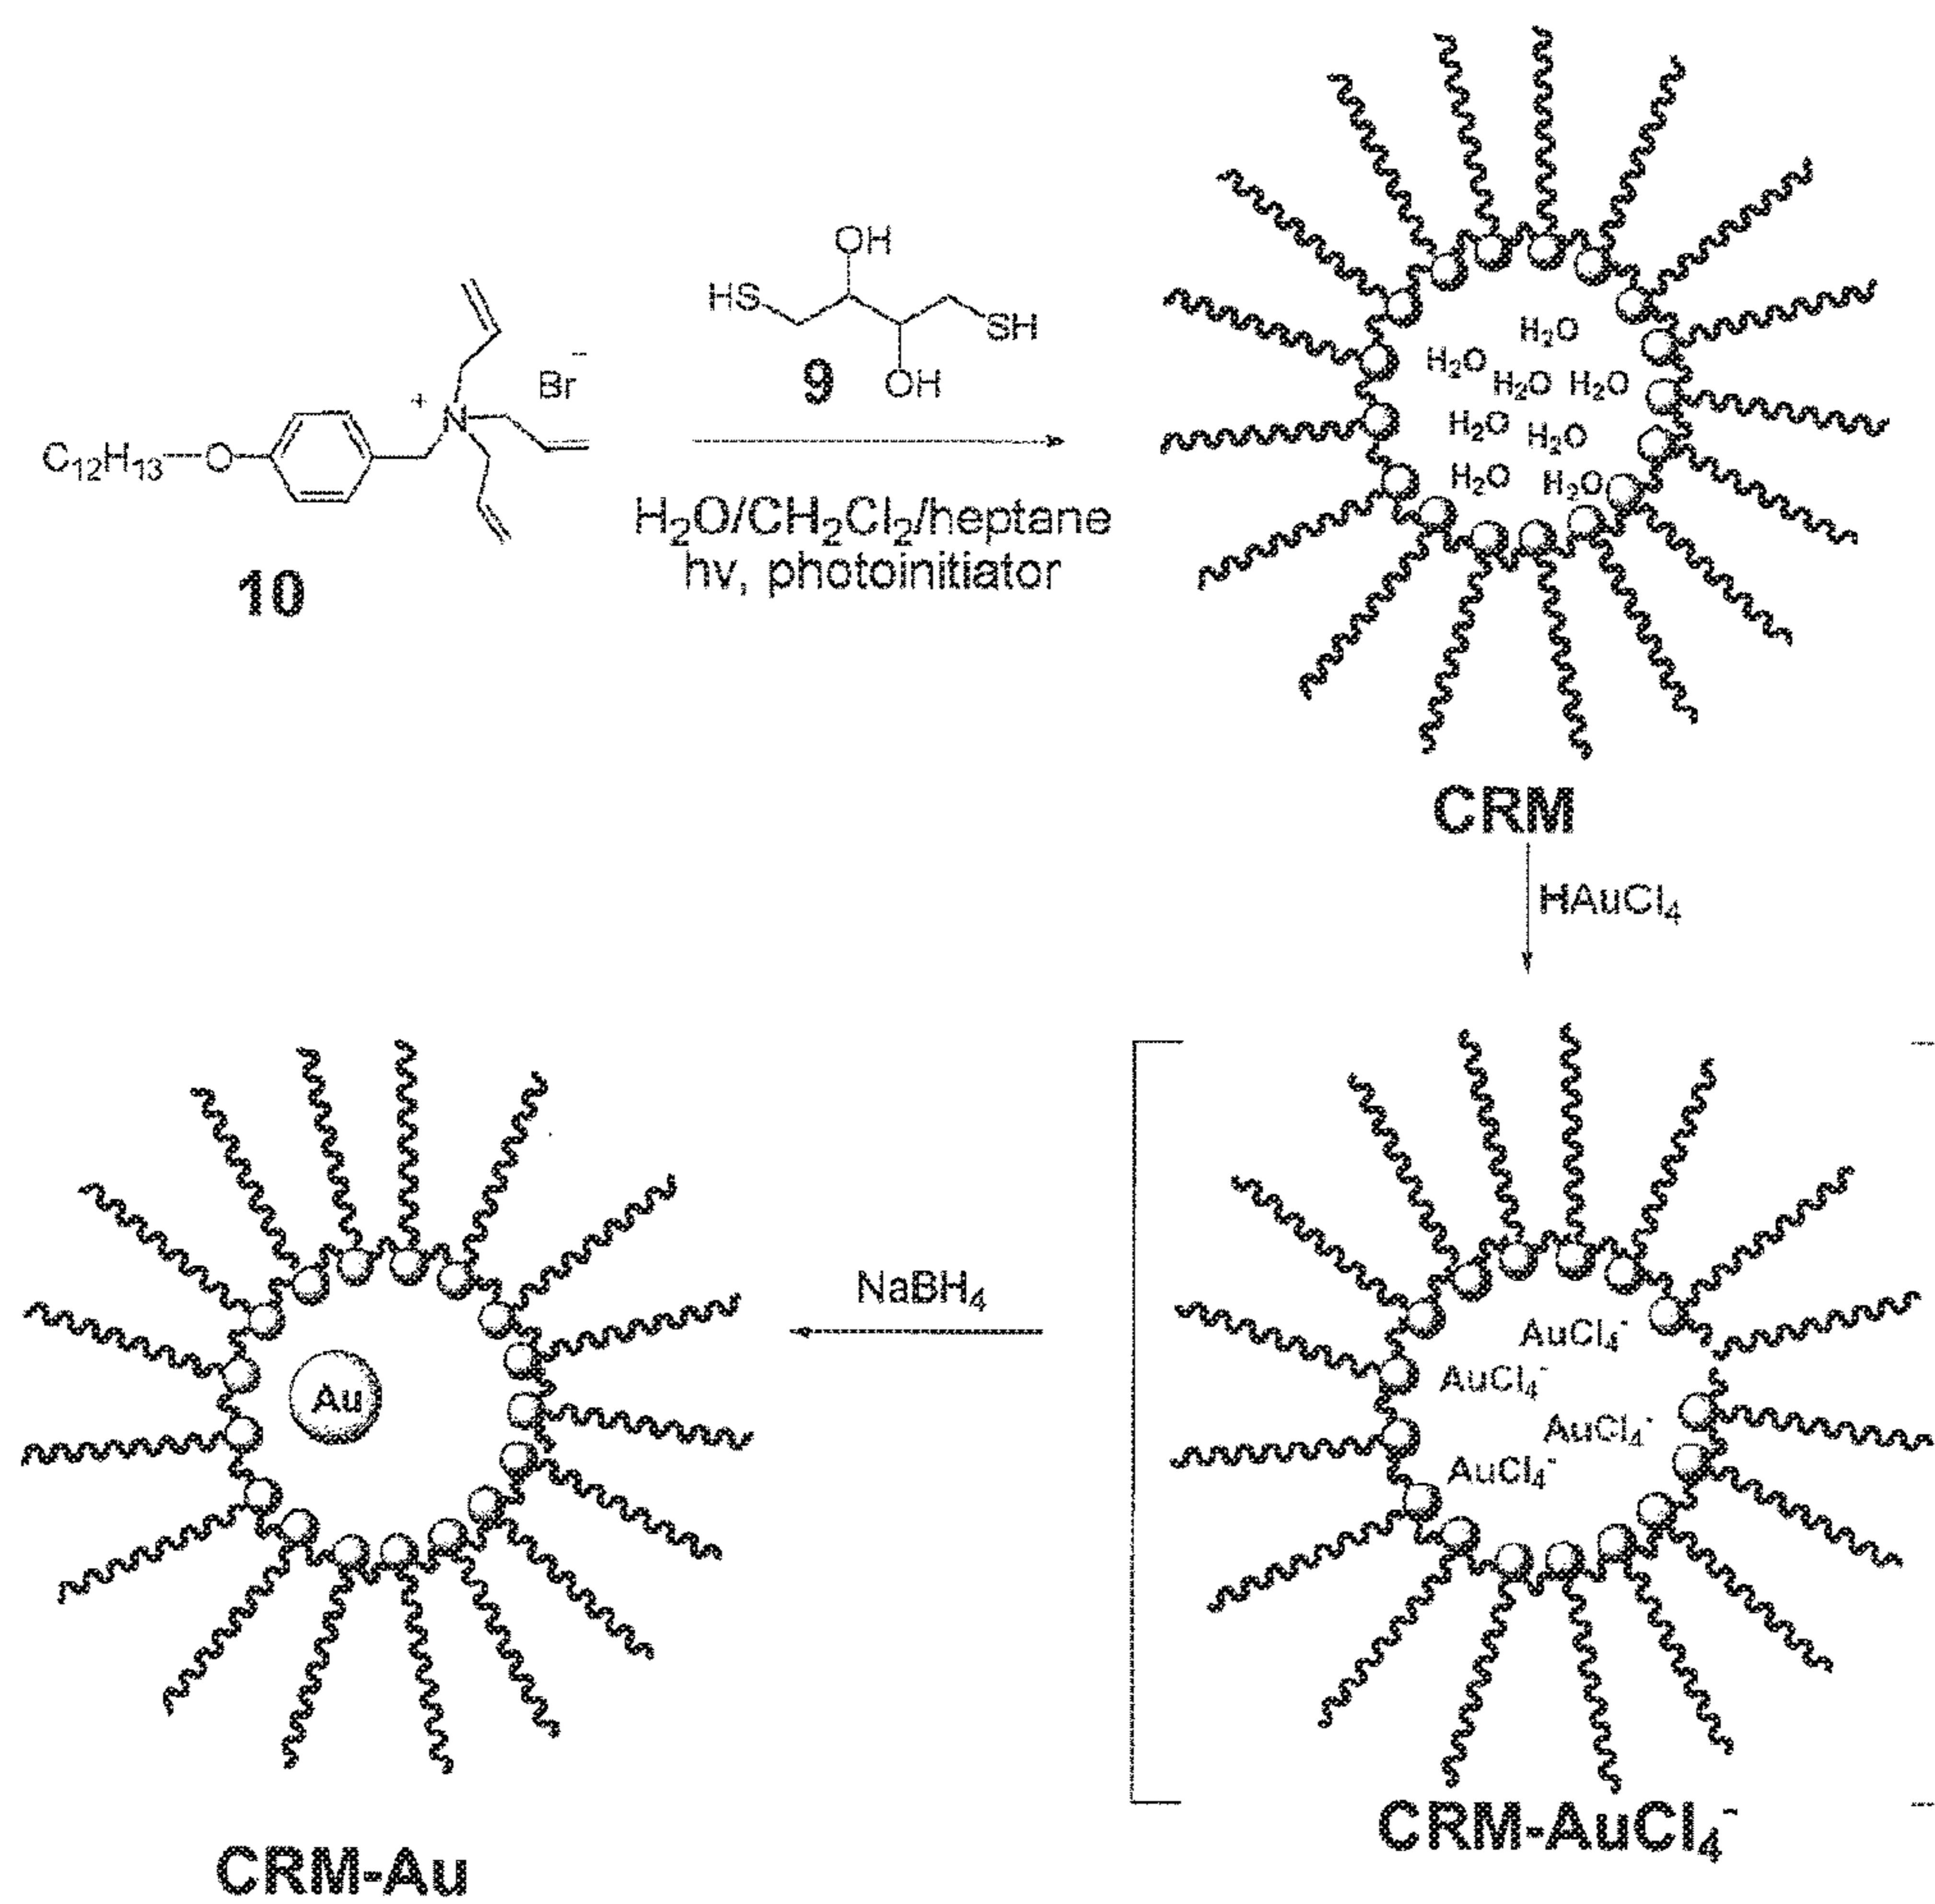 OH
HS
SH
OH
9
Br⁻
+
N
C₁₂H₁₃—O
10
H₂O/CH₂Cl₂/heptane
hv, photoinitiator
H₂O
H₂O
H₂O H₂O
H₂O
H₂O
H₂O
H₂O
CRM
HAuCl₄
AuCl₄⁻
AuCl₄⁻
AuCl₄⁻
AuCl₄⁻
CRM-AuCl₄⁻
NaBH₄
Au
CRM-Au